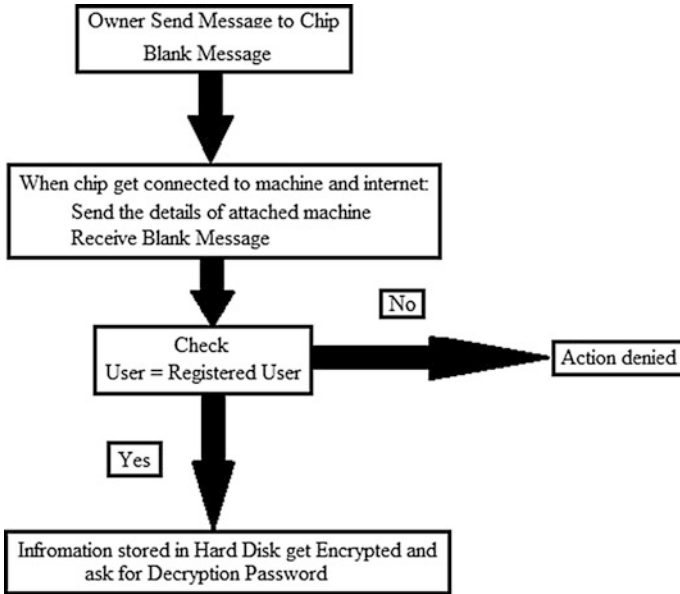 Owner Send Message to Chip
Blank Message
When chip get connected to machine and internet:
Send the details of attached machine
Receive Blank Message
No
Check
User = Registered User
Action denied
Yes
Infromation stored in Hard Disk get Encrypted and
ask for Decryption Password